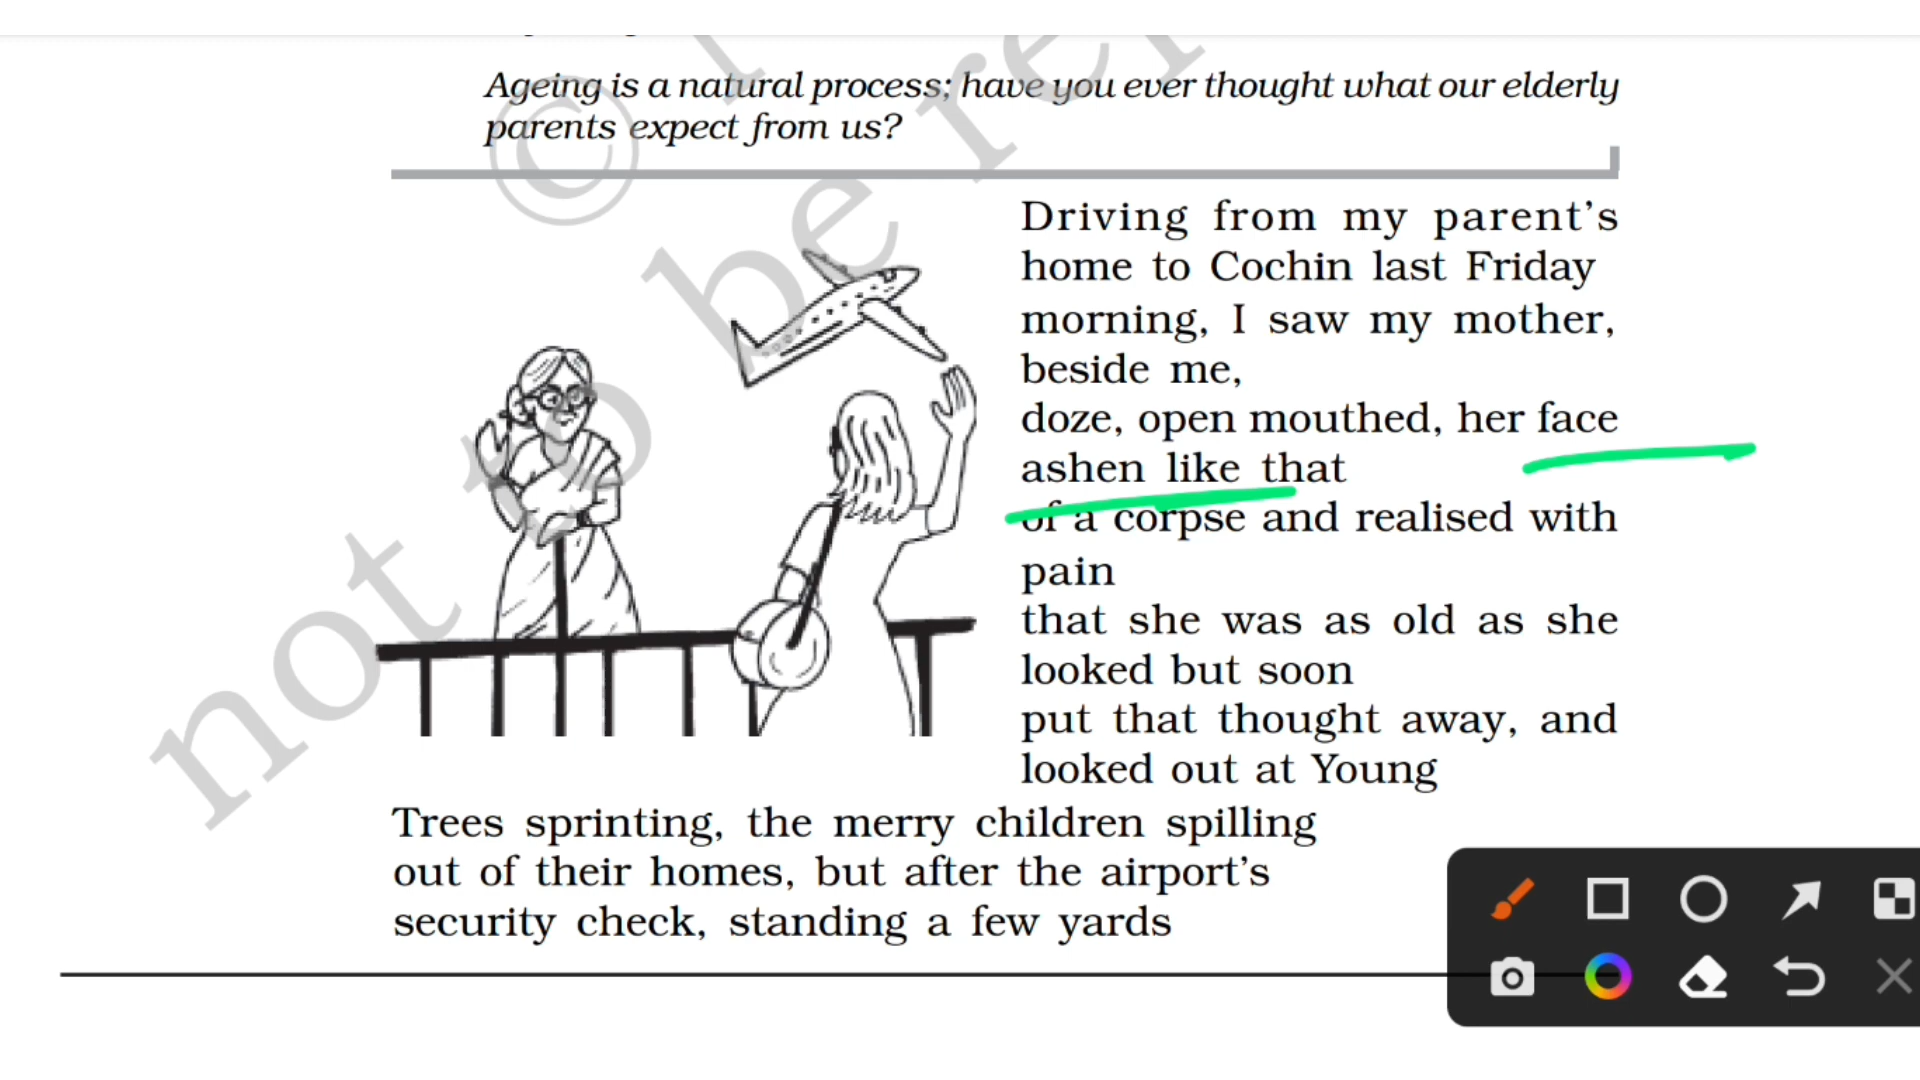 Ageing is a natural process; have you ever thought what our elderly
parents expect from us?
Driving from my parent's
home to Cochin last Friday
morning, I saw my mother,
beside me,
doze, open mouthed, her face
ashen like that
of a corpse and realised with
pain
that she was as old as she
looked but soon
put that thought away, and
looked out at Young
Trees sprinting, the merry children spilling
out of their homes, but after the airport's
security check, standing a few yards
not to be re